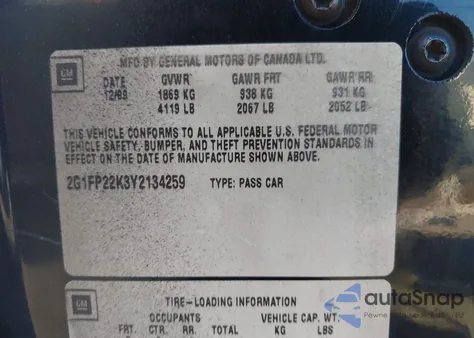 MFD BY GENERAL MOTORS OF CANADA LTD.
GM
DATE GVWR GAWR FRT GAWR RR
12/99 1869 KG 938 KG 931 KG
4119 LB 2067 LB 2052 LB
THIS VEHICLE CONFORMS TO ALL APPLICABLE U.S. FEDERAL MOTOR
VEHICLE SAFETY, BUMPER, AND THEFT PREVENTION STANDARDS IN
EFFECT ON THE DATE OF MANUFACTURE SHOWN ABOVE.
2G1FP22K3Y2134259 TYPE: PASS CAR
GM
TIRE-LOADING INFORMATION
OCCUPANTS VEHICLE CAP. WT.
FRT. CTR. RR. TOTAL KG LBS
autoSnap